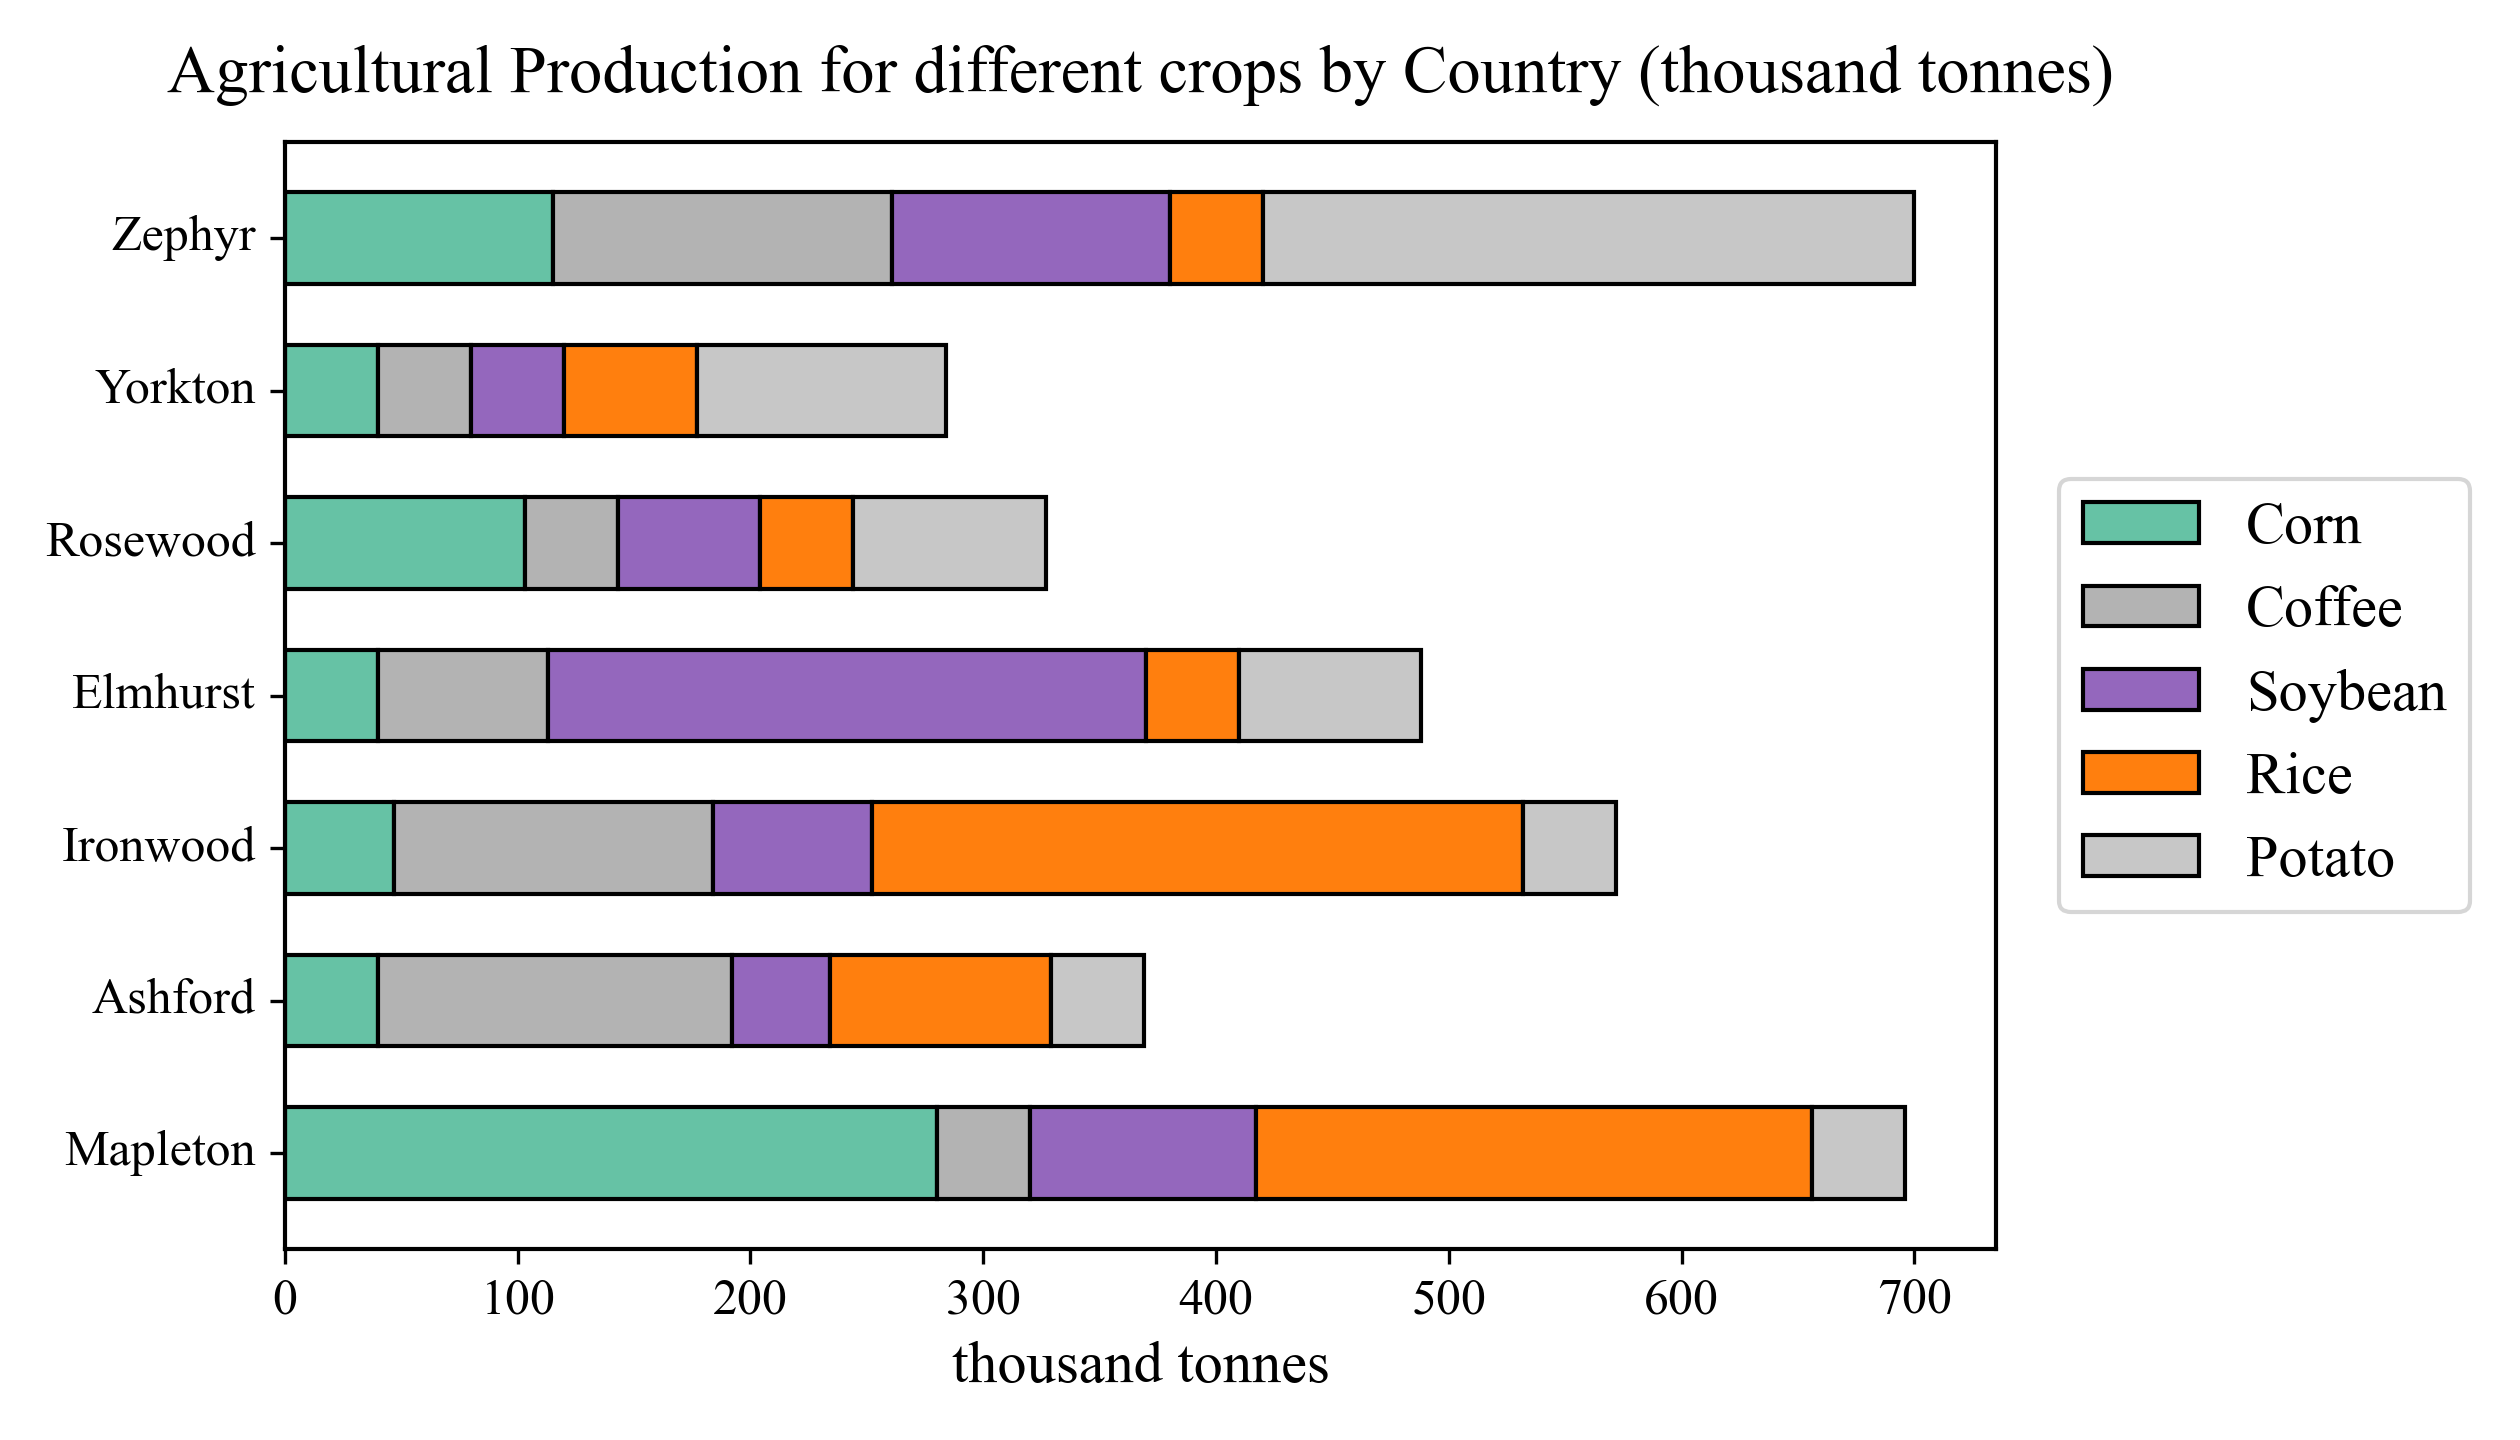 Agricultural Production for different crops by Country (thousand tonnes)
Zephyr
Yorkton
Rosewood
Elmhurst
Ironwood
Ashford
Mapleton
0 100 200 300 400 500 600 700
thousand tonnes
Corn
Coffee
Soybean
Rice
Potato